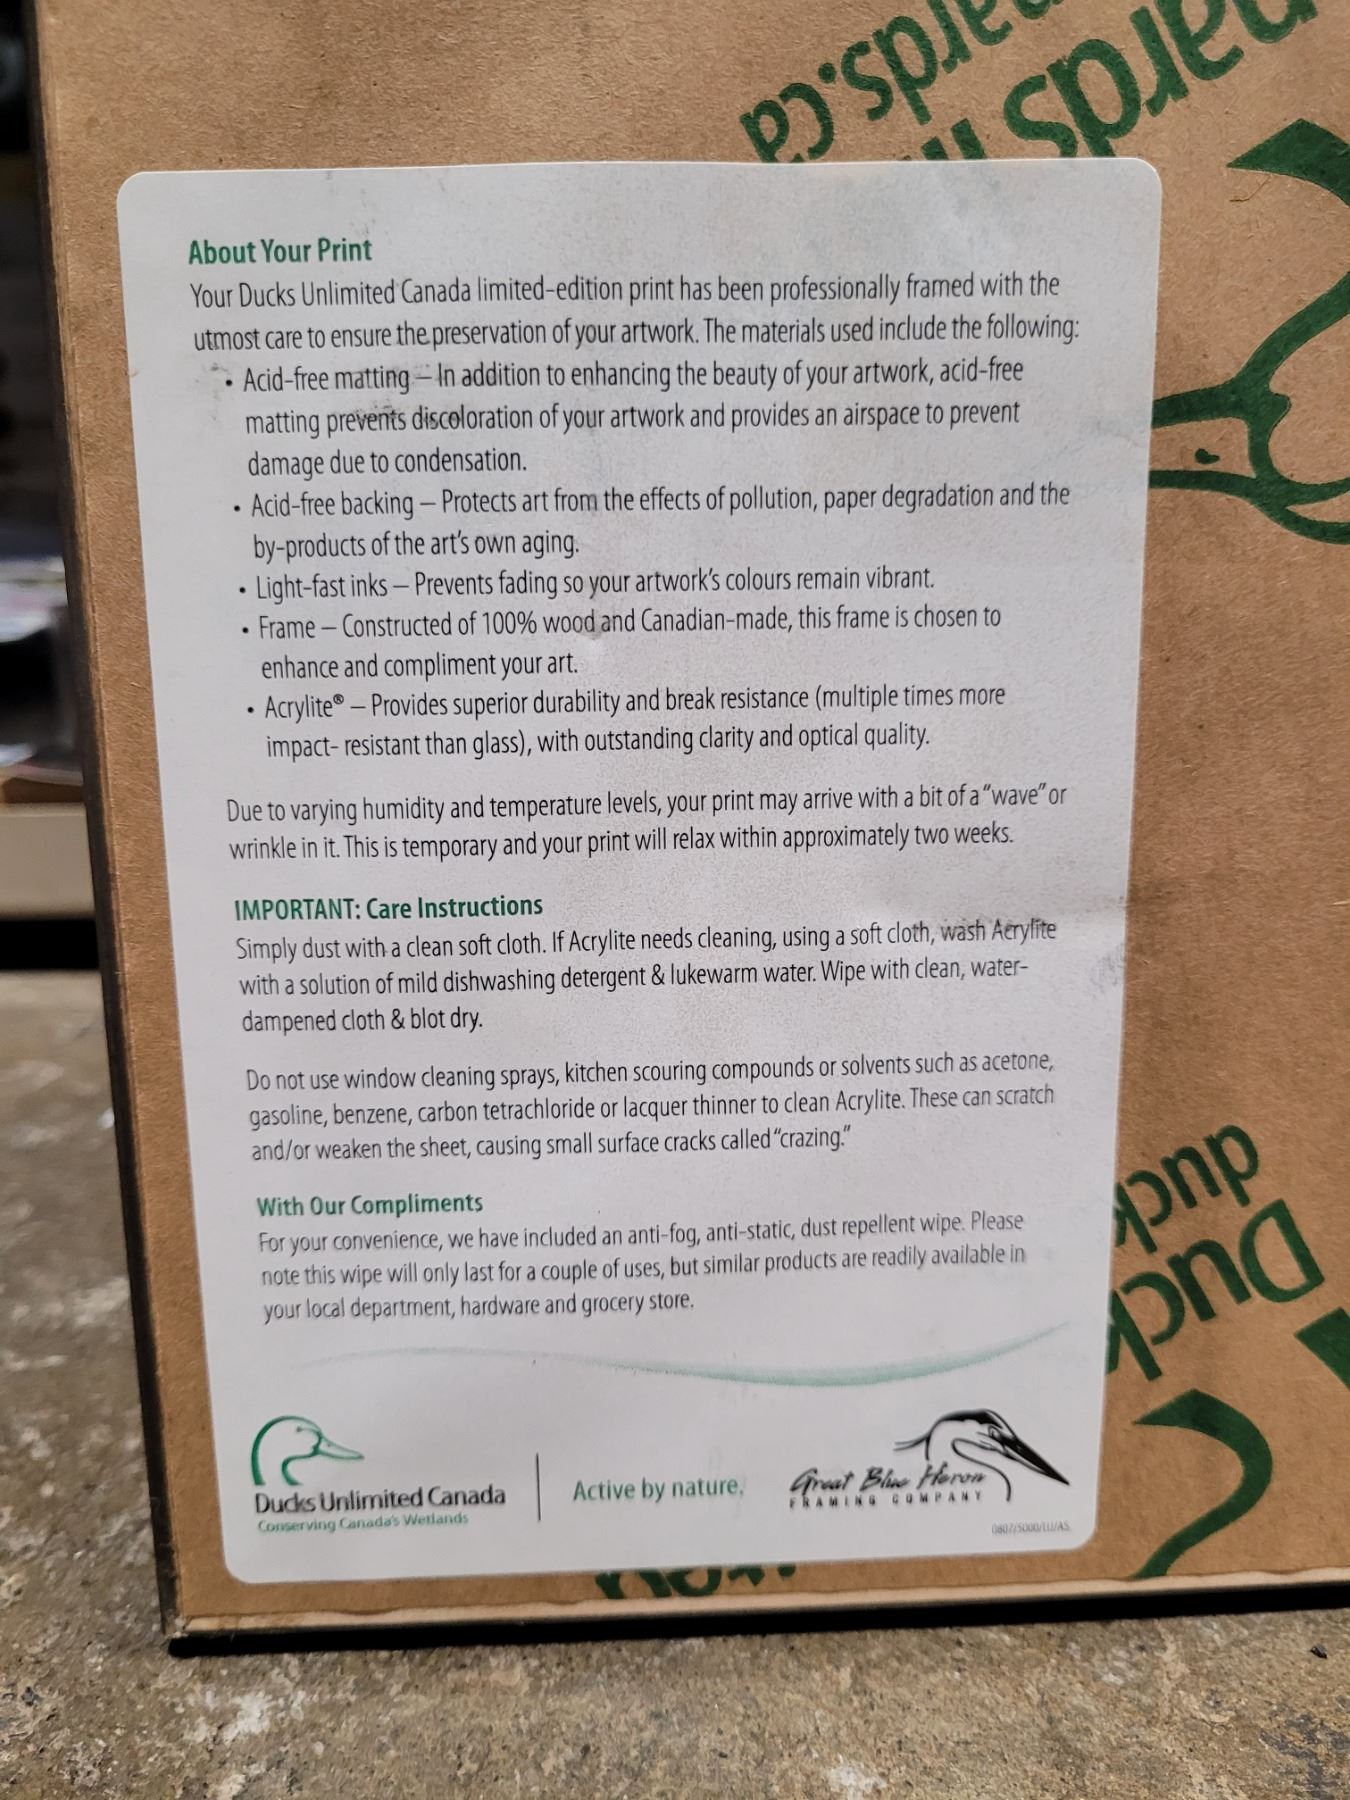 ards.ca
ards
About Your Print
Your Ducks Unlimited Canada limited-edition print has been professionally framed with the
utmost care to ensure the preservation of your artwork. The materials used include the following:
• Acid-free matting – In addition to enhancing the beauty of your artwork, acid-free
matting prevents discoloration of your artwork and provides an airspace to prevent
damage due to condensation.
• Acid-free backing – Protects art from the effects of pollution, paper degradation and the
by-products of the art's own aging.
• Light-fast inks – Prevents fading so your artwork's colours remain vibrant.
• Frame – Constructed of 100% wood and Canadian-made, this frame is chosen to
enhance and compliment your art.
• Acrylite® – Provides superior durability and break resistance (multiple times more
impact- resistant than glass), with outstanding clarity and optical quality.
Due to varying humidity and temperature levels, your print may arrive with a bit of a "wave" or
wrinkle in it. This is temporary and your print will relax within approximately two weeks.
IMPORTANT: Care Instructions
Simply dust with a clean soft cloth. If Acrylite needs cleaning, using a soft cloth, wash Acrylite
with a solution of mild dishwashing detergent & lukewarm water. Wipe with clean, water-
dampened cloth & blot dry.
Do not use window cleaning sprays, kitchen scouring compounds or solvents such as acetone,
gasoline, benzene, carbon tetrachloride or lacquer thinner to clean Acrylite. These can scratch
and/or weaken the sheet, causing small surface cracks called "crazing."
With Our Compliments
For your convenience, we have included an anti-fog, anti-static, dust repellent wipe. Please
note this wipe will only last for a couple of uses, but similar products are readily available in
your local department, hardware and grocery store.
Ducks Unlimited Canada
Conserving Canada's Wetlands
Active by nature.
Great Blue Heron
FRAMING COMPANY
0807/5000/LU/AS
duck
Duck